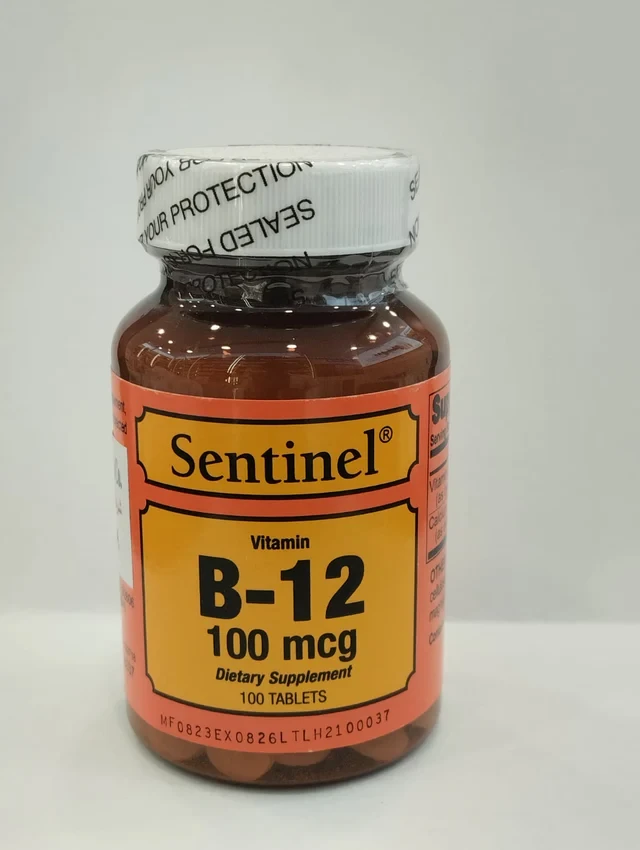 YOUR PROTECTION
SEALED FOR
Sentinel®
Vitamin
B-12
100 mcg
Dietary Supplement
100 TABLETS
MF0823EX0826LTLH2100037